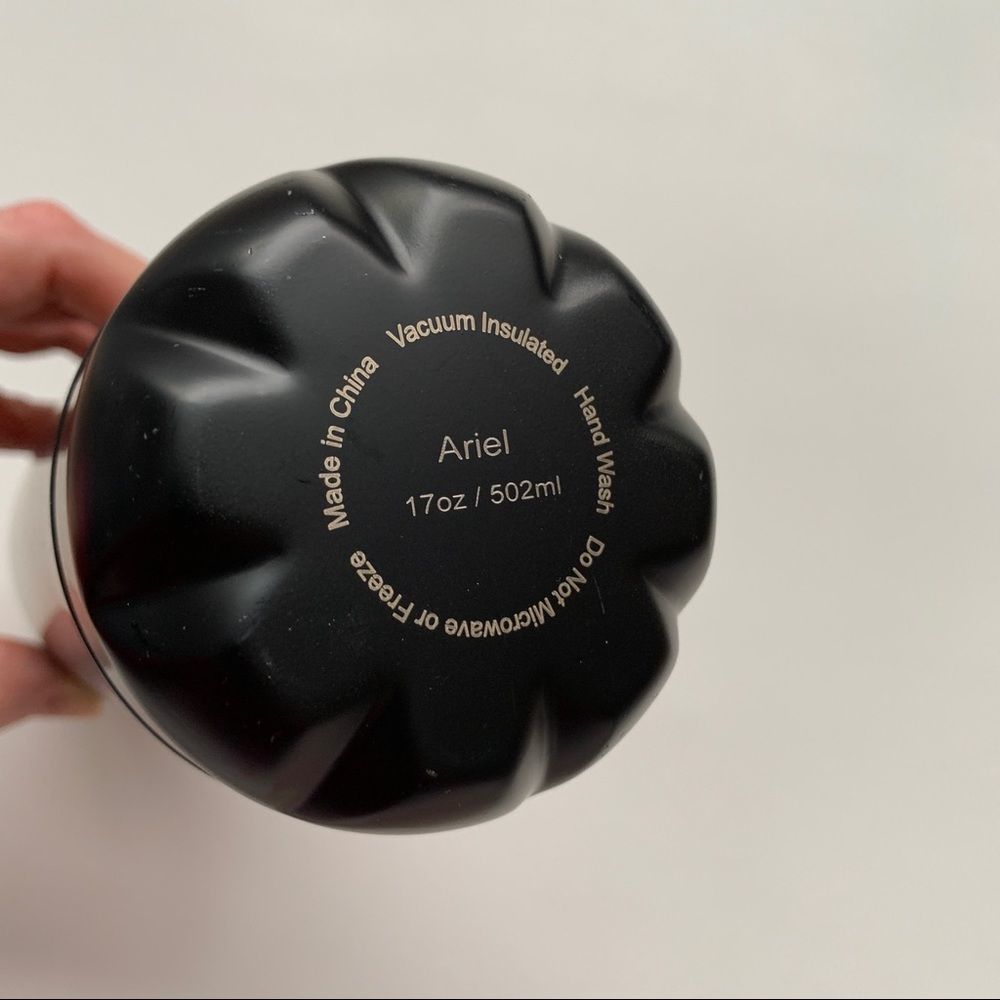 Vacuum Insulated
Hand Wash
Do Not Microwave or Freeze
Made in China
Ariel
17oz / 502ml